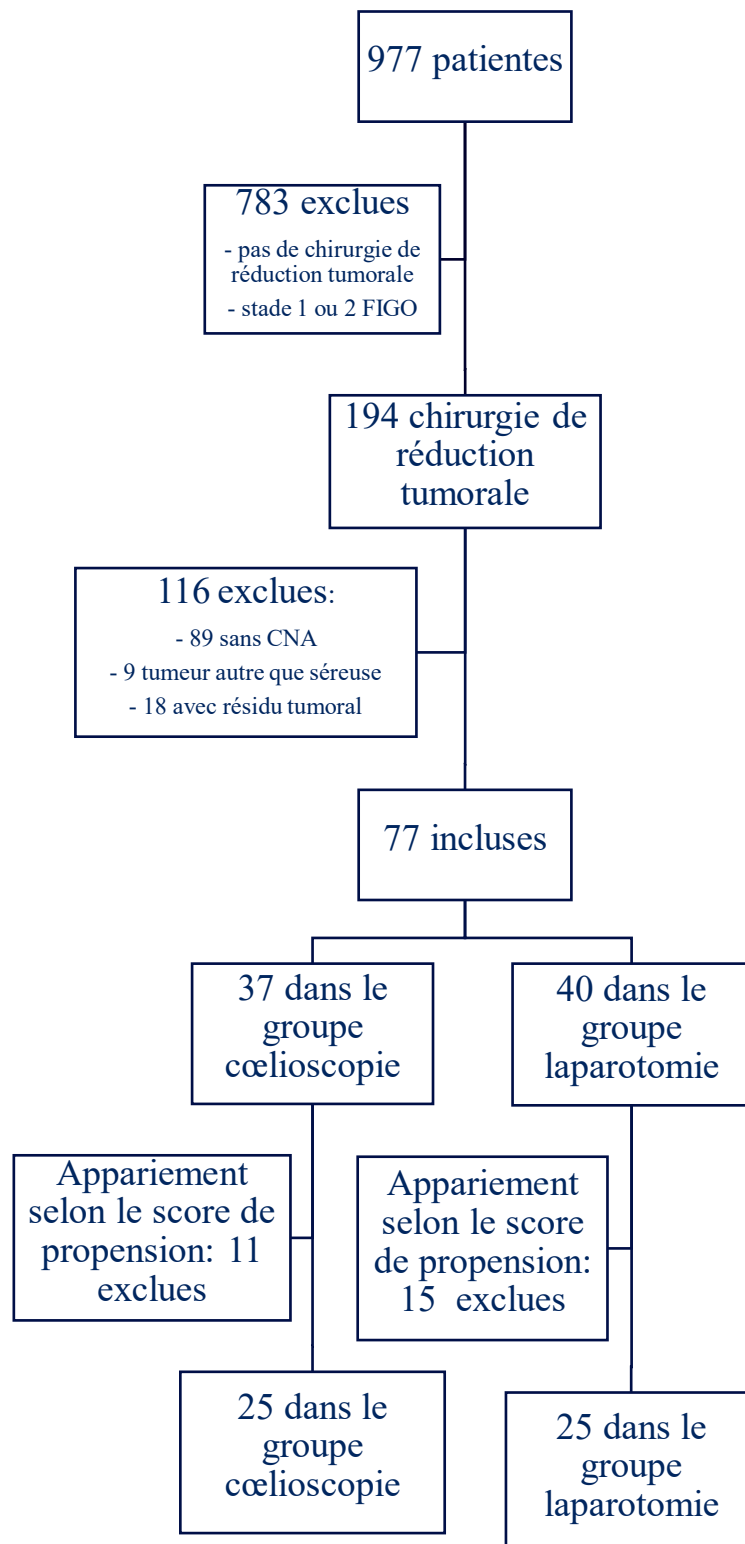 977 patientes
783 exclues
- pas de chirurgie de
réduction tumorale
- stade 1 ou 2 FIGO
194 chirurgie de
réduction
tumorale
116 exclues:
- 89 sans CNA
- 9 tumeur autre que séreuse
- 18 avec résidu tumoral
77 incluses
37 dans le
groupe
cœlioscopie
40 dans le
groupe
laparotomie
Appariement
selon le score de
propension: 11
exclues
Appariement
selon le score
de propension:
15 exclues
25 dans le
groupe
cœlioscopie
25 dans le
groupe
laparotomie